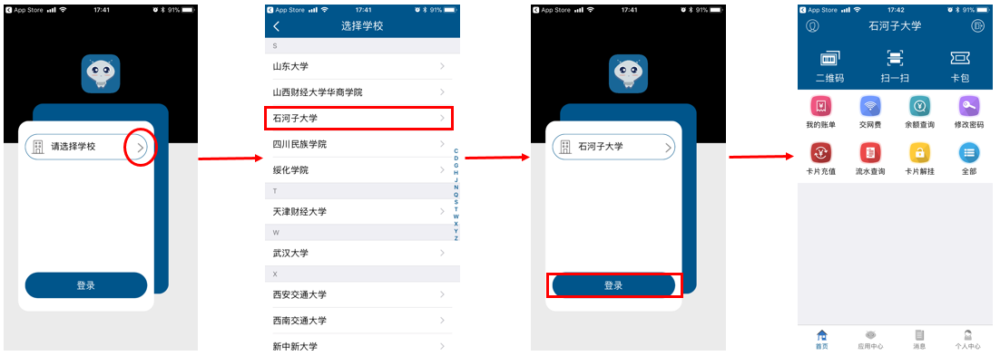 App Store 17:41 91%
请选择学校
登录
App Store 17:41 91%
选择学校
S
山东大学
山西财经大学华商学院
石河子大学
四川民族学院
绥化学院
T
天津财经大学
W
武汉大学
X
西安交通大学
西南交通大学
新中新大学
C
D
G
H
J
N
Q
S
T
W
X
Y
Z
App Store 17:41 91%
石河子大学
登录
App Store 17:42 91%
石河子大学
二维码 扫一扫 卡包
我的账单 交网费 余额查询 修改密码
卡片充值 流水查询 卡片解挂 全部
首页 应用中心 消息 个人中心